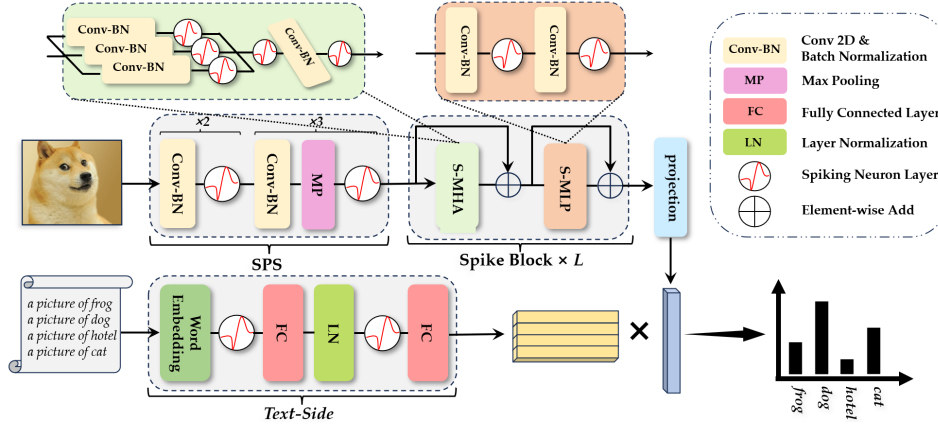 Conv-BN
Conv-BN
Conv-BN
Conv-BN
Conv-BN
Conv-BN
×2
×3
Conv-BN
Conv-BN
MP
S-MHA
S-MLP
projection
SPS
Spike Block × L
Conv-BN
Conv 2D &
Batch Normalization
MP
Max Pooling
FC
Fully Connected Layer
LN
Layer Normalization
Spiking Neuron Layer
Element-wise Add
a picture of frog
a picture of dog
a picture of hotel
a picture of cat
Word
Embedding
FC
LN
FC
Text-Side
×
frog
dog
hotel
cat